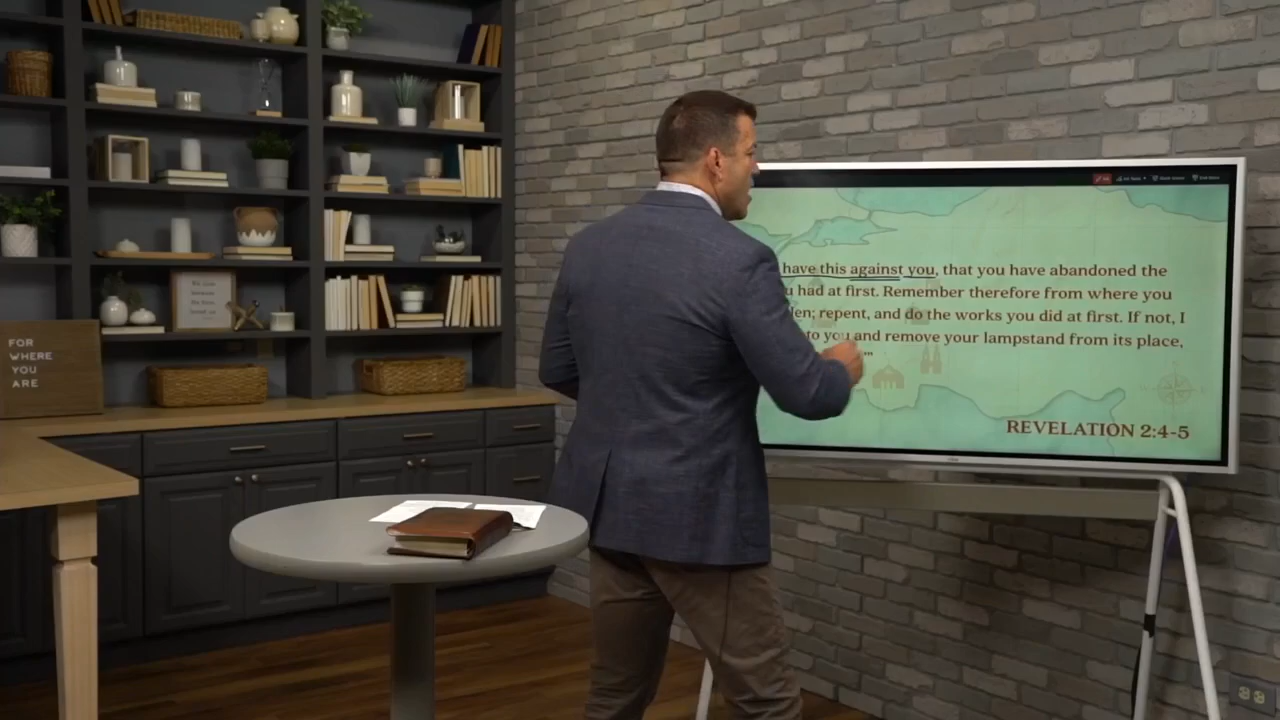 FOR
WHERE
YOU
ARE
have this against you, that you have abandoned the
u had at first. Remember therefore from where you
len; repent, and do the works you did at first. If not, I
to you and remove your lampstand from its place,
"
REVELATION 2:4-5